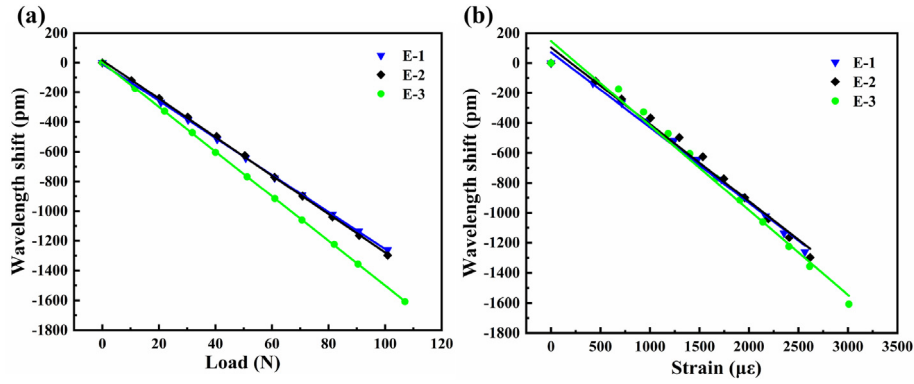 (a)
200
0
-200
-400
-600
-800
-1000
-1200
-1400
-1600
-1800
Wavelength shift (pm)
E-1
E-2
E-3
0 20 40 60 80 100 120
Load (N)
(b)
200
0
-200
-400
-600
-800
-1000
-1200
-1400
-1600
-1800
Wavelength shift (pm)
E-1
E-2
E-3
0 500 1000 1500 2000 2500 3000 3500
Strain (με)